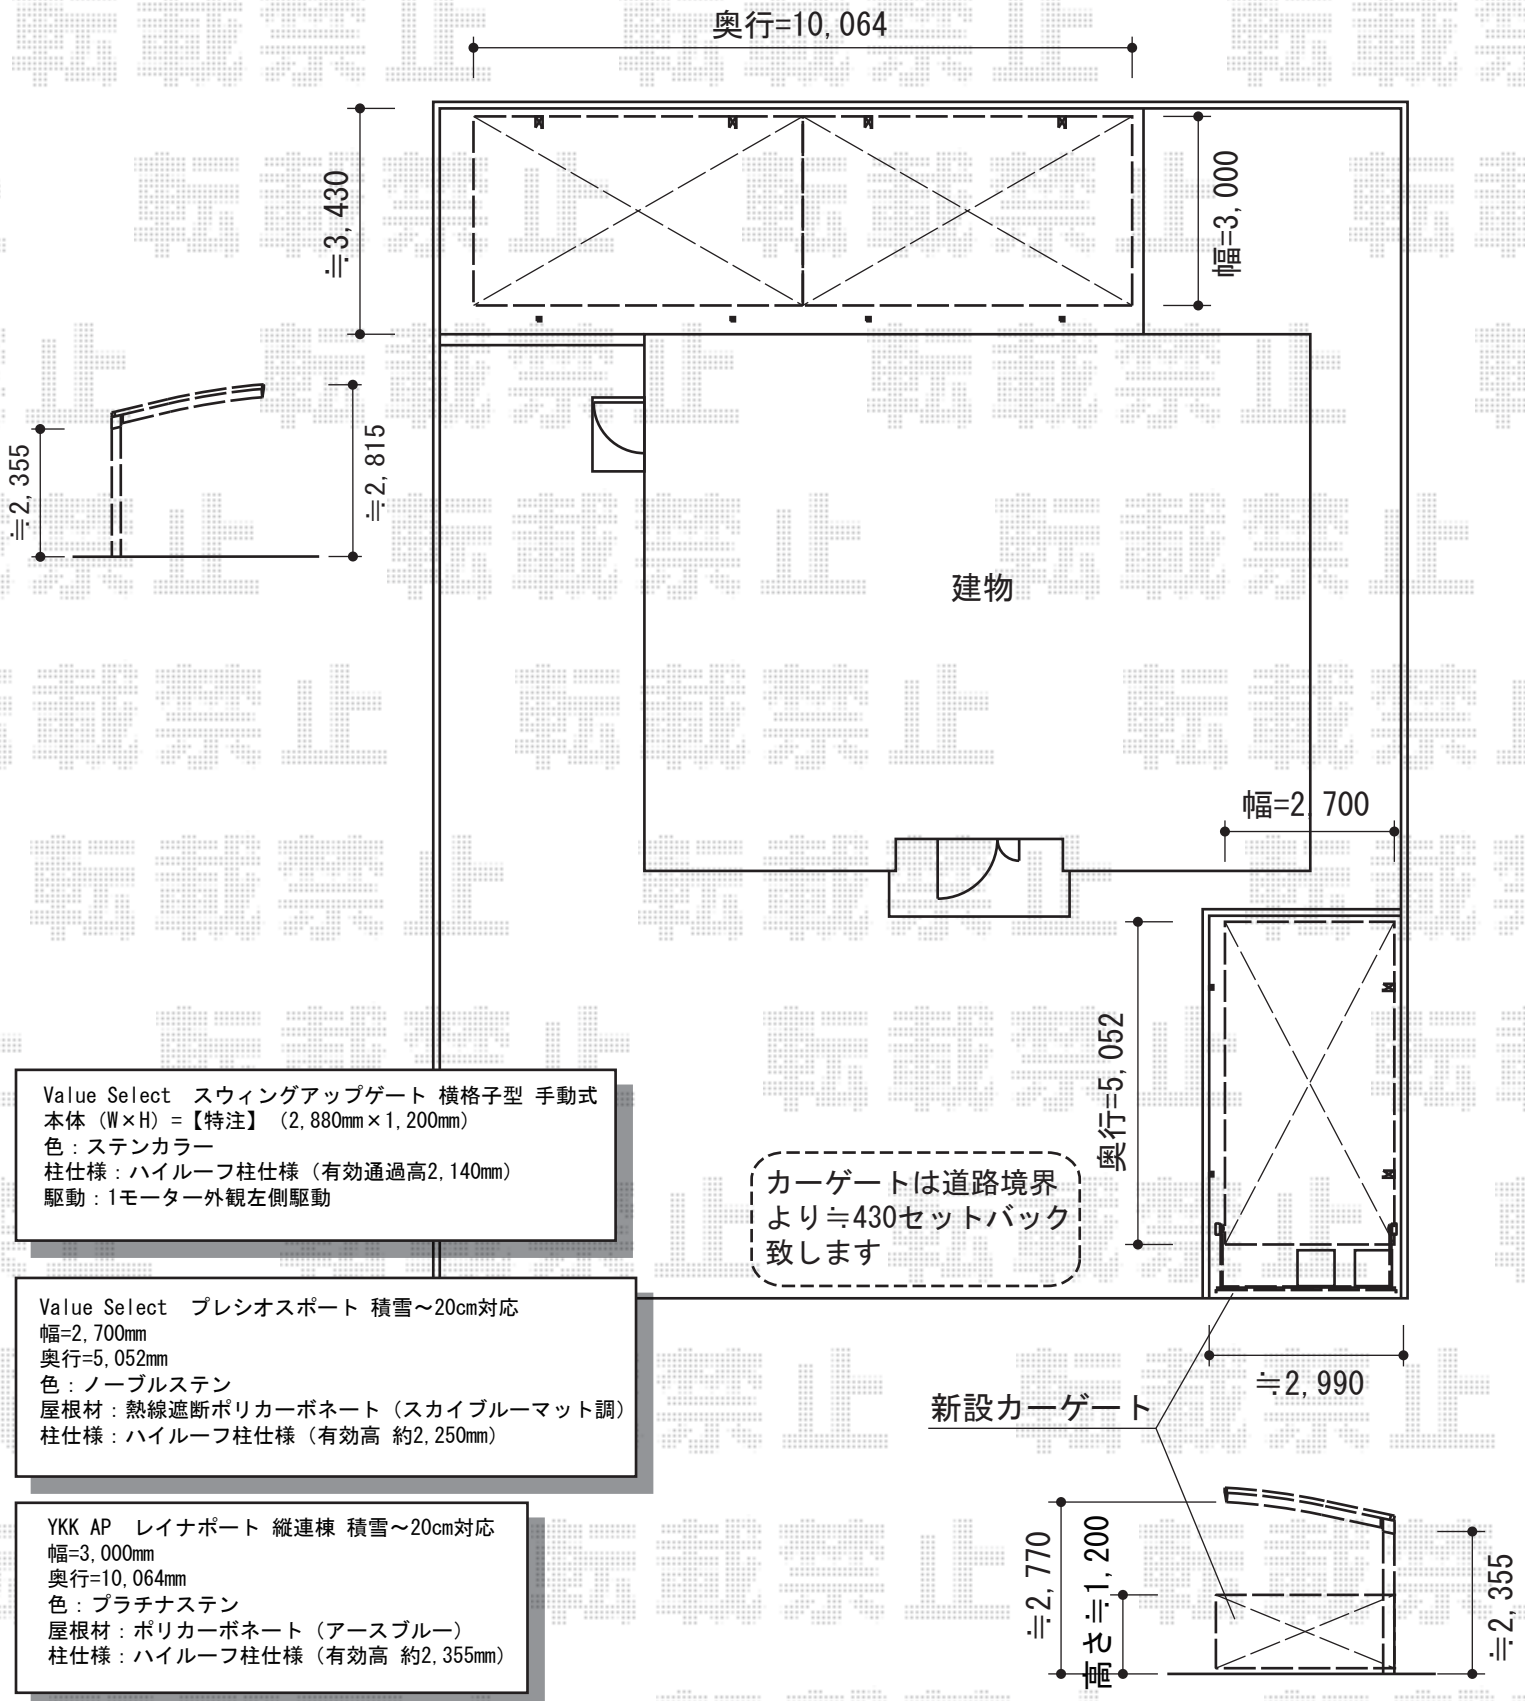 奥行=10,064
≒3,430
幅=3,000
≒2,355
≒2,815
建物
幅=2,700
奥行=5,052
Value Select　スウィングアップゲート 横格子型 手動式
本体（W×H）=【特注】（2,880mm×1,200mm）
色：ステンカラー
柱仕様：ハイルーフ柱仕様（有効通過高2,140mm）
駆動：1モーター外観左側駆動
カーゲートは道路境界
より≒430セットバック
致します
Value Select　プレシオスポート 積雪～20cm対応
幅=2,700mm
奥行=5,052mm
色：ノーブルステン
屋根材：熱線遮断ポリカーボネート（スカイブルーマット調）
柱仕様：ハイルーフ柱仕様（有効高 約2,250mm）
≒2,990
新設カーゲート
YKK AP　レイナポート 縦連棟 積雪～20cm対応
幅=3,000mm
奥行=10,064mm
色：プラチナステン
屋根材：ポリカーボネート（アースブルー）
柱仕様：ハイルーフ柱仕様（有効高 約2,355mm）
≒2,770
高さ≒1,200
≒2,355
転載禁止